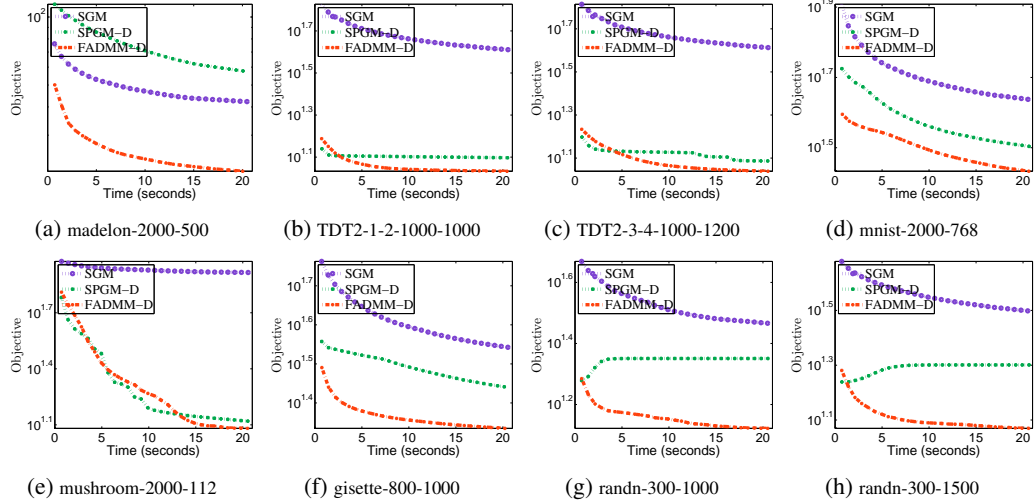 10^2
Objective
SGM
SPGM-D
FADMM-D
0 5 10 15 20
Time (seconds)
(a) madelon-2000-500
10^1.7
10^1.5
10^1.3
10^1.1
Objective
SGM
SPGM-D
FADMM-D
0 5 10 15 20
Time (seconds)
(b) TDT2-1-2-1000-1000
10^1.7
10^1.5
10^1.3
10^1.1
Objective
SGM
SPGM-D
FADMM-D
0 5 10 15 20
Time (seconds)
(c) TDT2-3-4-1000-1200
10^1.9
10^1.7
10^1.5
Objective
SGM
SPGM-D
FADMM-D
0 5 10 15 20
Time (seconds)
(d) mnist-2000-768
10^1.7
10^1.4
10^1.1
Objective
SGM
SPGM-D
FADMM-D
0 5 10 15 20
Time (seconds)
(e) mushroom-2000-112
10^1.7
10^1.6
10^1.5
10^1.4
Objective
SGM
SPGM-D
FADMM-D
0 5 10 15 20
Time (seconds)
(f) gisette-800-1000
10^1.6
10^1.4
10^1.2
Objective
SGM
SPGM-D
FADMM-D
0 5 10 15 20
Time (seconds)
(g) randn-300-1000
10^1.5
10^1.3
10^1.1
Objective
SGM
SPGM-D
FADMM-D
0 5 10 15 20
Time (seconds)
(h) randn-300-1500